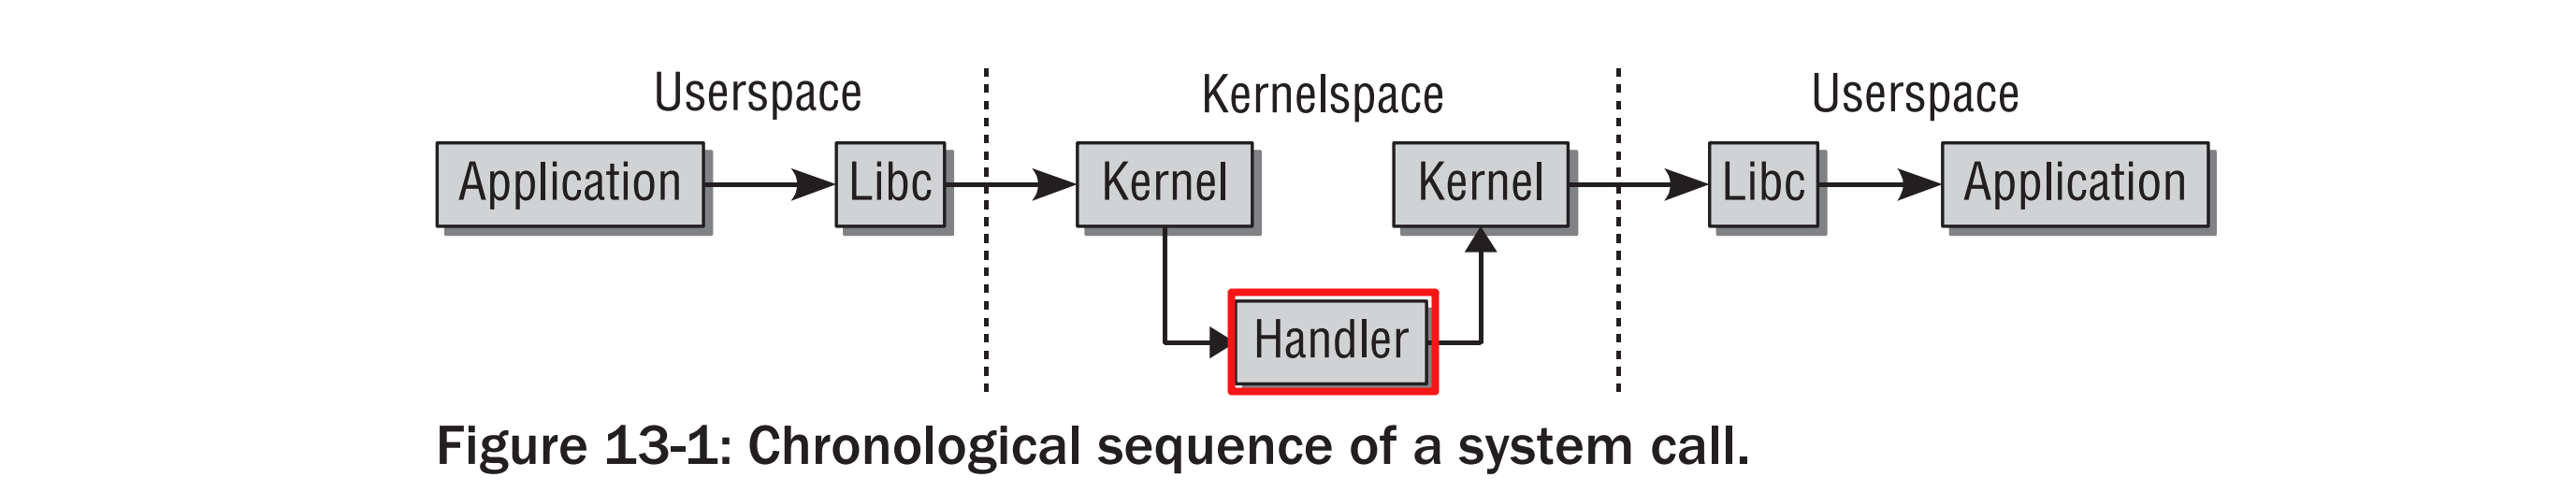 Userspace Kernelspace Userspace
Application Libc Kernel Kernel Libc Application
Handler
Figure 13-1: Chronological sequence of a system call.